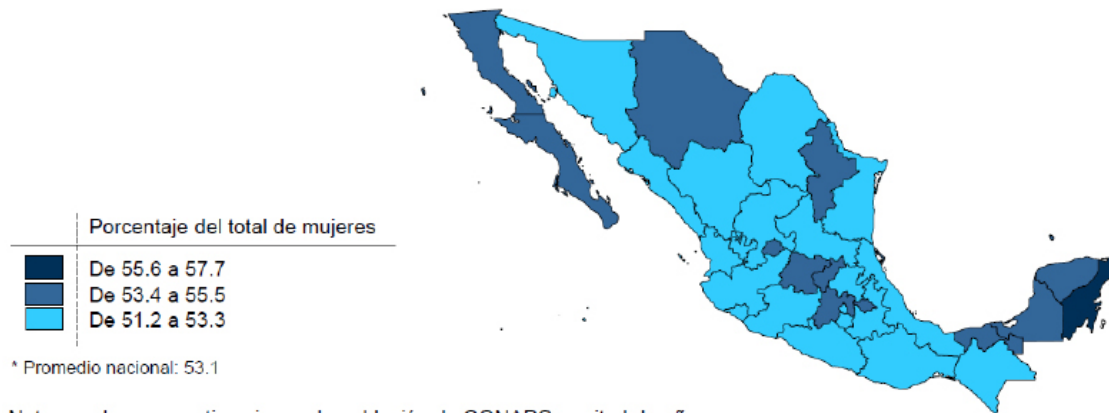 Porcentaje del total de mujeres
De 55.6 a 57.7
De 53.4 a 55.5
De 51.2 a 53.3
* Promedio nacional: 53.1